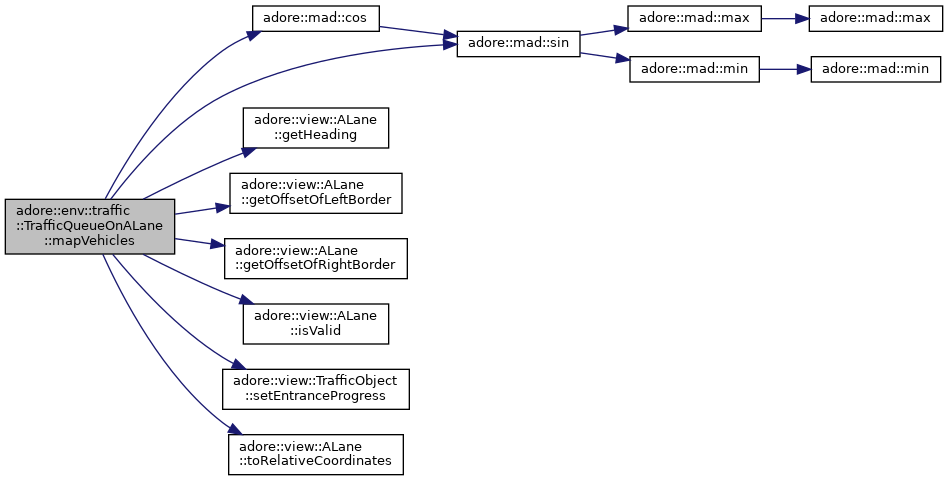 adore::mad::cos
adore::mad::sin
adore::mad::max
adore::mad::max
adore::mad::min
adore::mad::min
adore::view::ALane
::getHeading
adore::view::ALane
::getOffsetOfLeftBorder
adore::env::traffic
::TrafficQueueOnALane
::mapVehicles
adore::view::ALane
::getOffsetOfRightBorder
adore::view::ALane
::isValid
adore::view::TrafficObject
::setEntranceProgress
adore::view::ALane
::toRelativeCoordinates